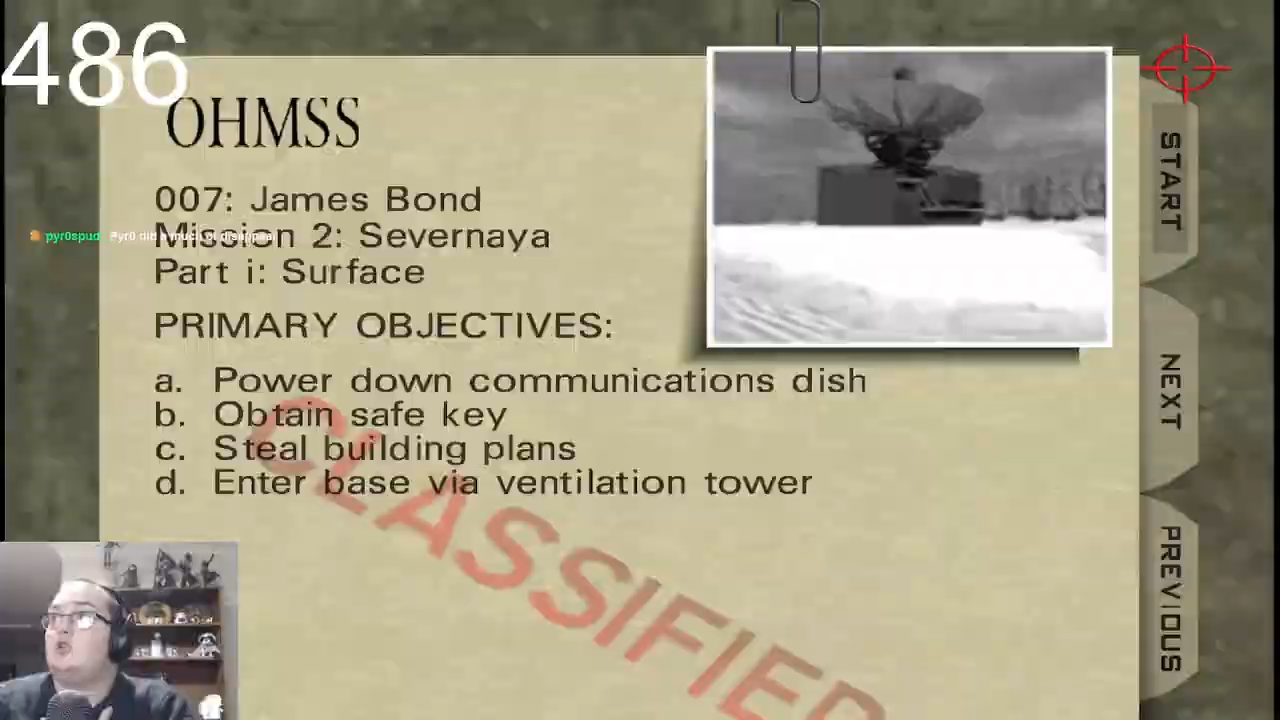 486
OHMSS
007: James Bond
pyr0spud
Mission 2: Severnaya
Part i: Surface
PRIMARY OBJECTIVES:
a. Power down communications dish
b. Obtain safe key
c. Steal building plans
d. Enter base via ventilation tower
CLASSIFIED
START
NEXT
PREVIOUS